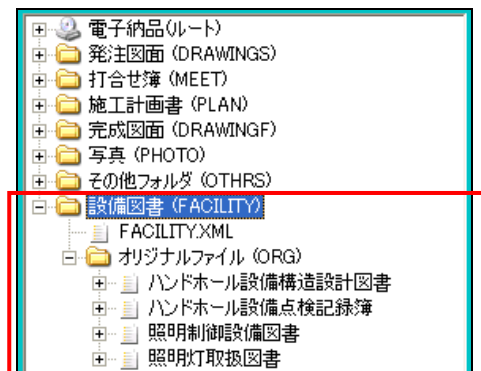 電子納品(ルート)
発注図面 (DRAWINGS)
打合せ簿 (MEET)
施工計画書 (PLAN)
完成図面 (DRAWINGF)
写真 (PHOTO)
その他フォルダ (OTHRS)
設備図書 (FACILITY)
FACILITY.XML
オリジナルファイル (ORG)
ハンドホール設備構造設計図書
ハンドホール設備点検記録簿
照明制御設備図書
照明灯取扱図書